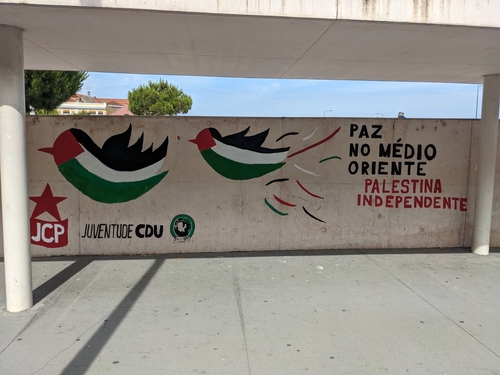 PAZ
NO MÉDIO
ORIENTE
PALESTINA
INDEPENDENTE
JCP
JUVENTUDE CDU